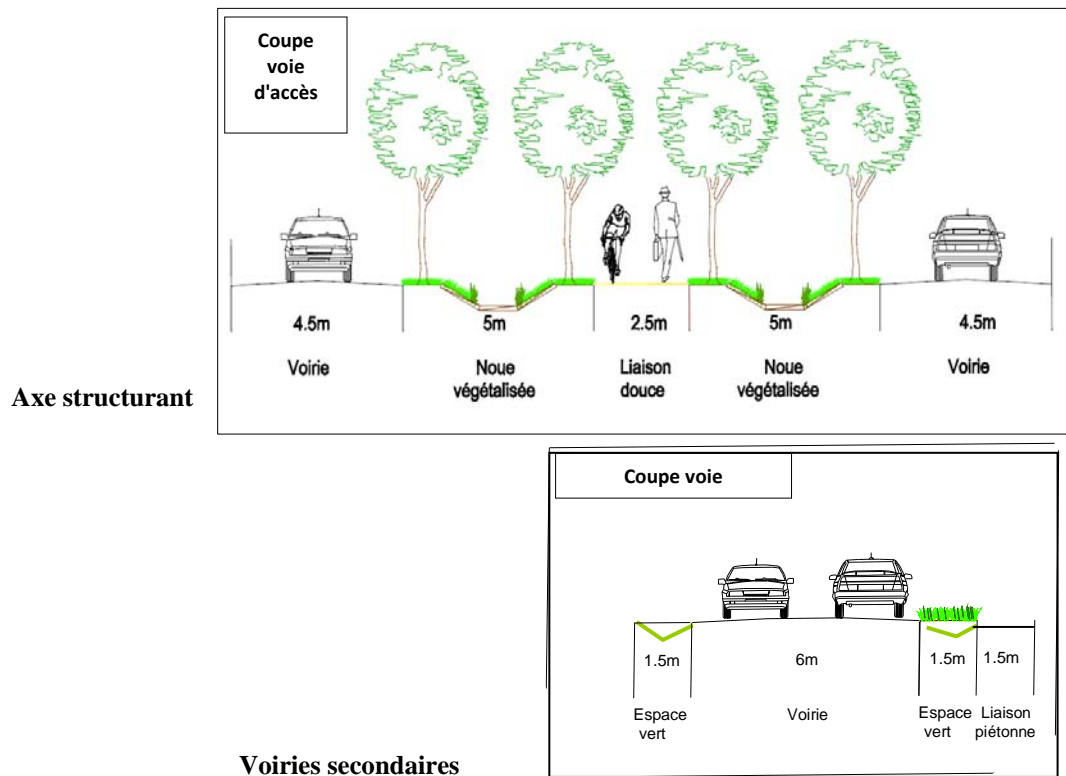 Coupe
voie
d'accès
4.5m
5m
2.5m
5m
4.5m
Voirie
Noue
végétalisée
Liaison
douce
Noue
végétalisée
Voirie
Axe structurant
Coupe voie
1.5m
6m
1.5m
1.5m
Espace
vert
Voirie
Espace
vert
Liaison
piétonne
Voiries secondaires